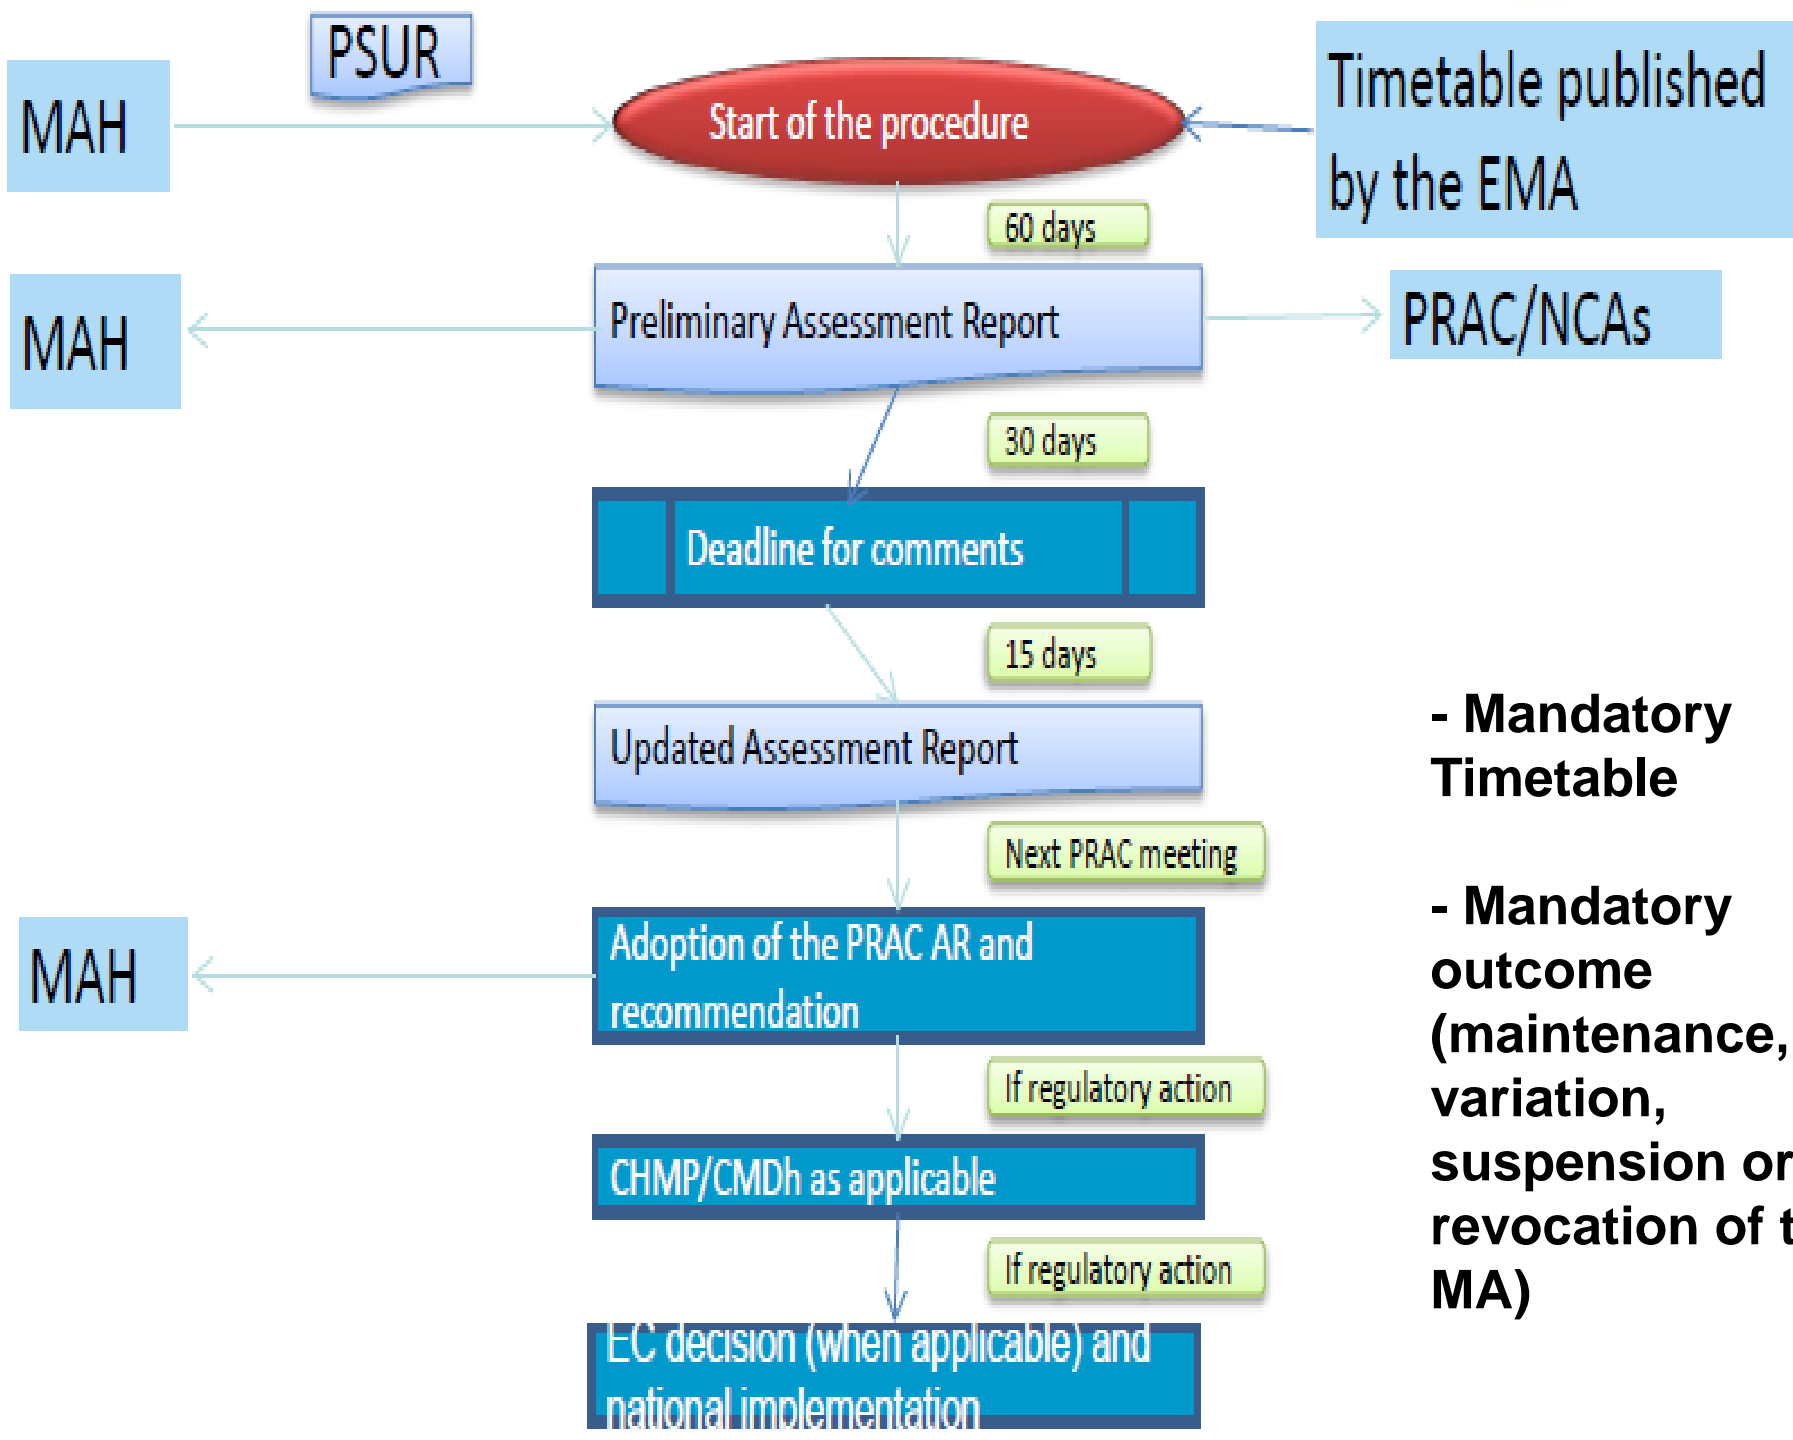 PSUR
MAH
Start of the procedure
Timetable published
by the EMA
60 days
MAH
Preliminary Assessment Report
PRAC/NCAs
30 days
Deadline for comments
15 days
Updated Assessment Report
Next PRAC meeting
MAH
Adoption of the PRAC AR and
recommendation
If regulatory action
CHMP/CMDh as applicable
If regulatory action
EC decision (when applicable) and
national implementation
- Mandatory
Timetable
- Mandatory
outcome
(maintenance,
variation,
suspension or
revocation of t
MA)